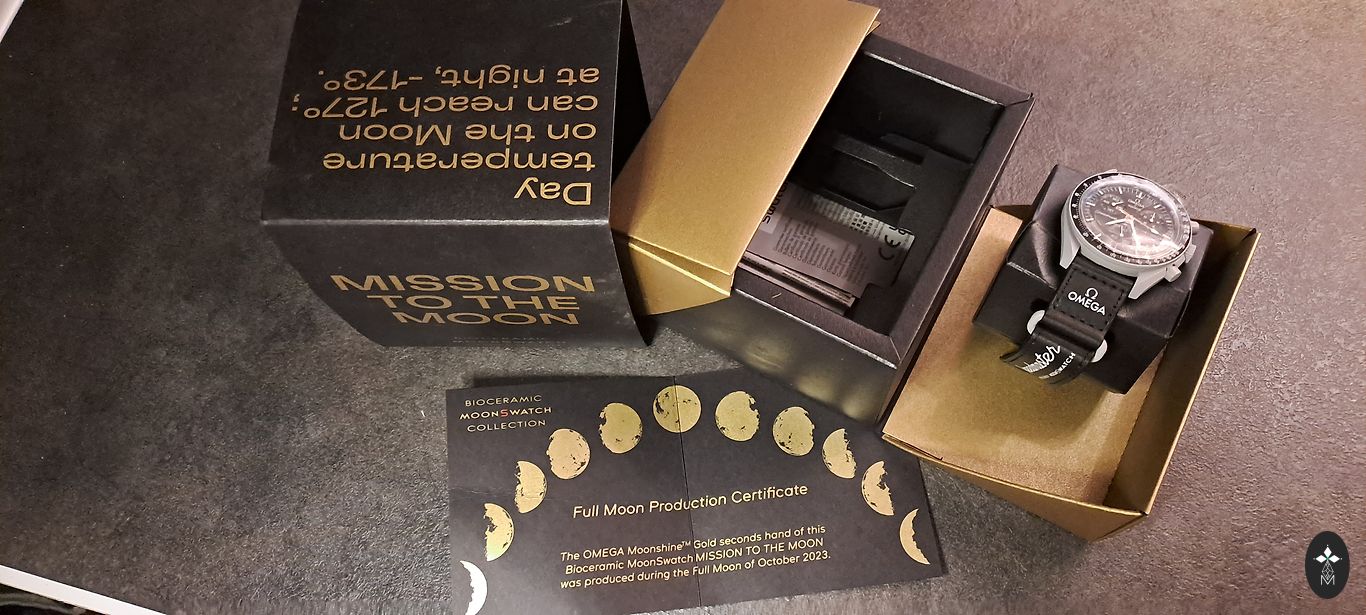 Day
temperature
on the Moon
can reach 127°;
at night, -173°.
MISSION
TO THE
MOON
BIOCERAMIC
MOONSWATCH
COLLECTION
Full Moon Production Certificate
The OMEGA Moonshine™ Gold seconds hand of this
Bioceramic MoonSwatch MISSION TO THE MOON
was produced during the Full Moon of October 2023.
Ω
OMEGA
CE
M